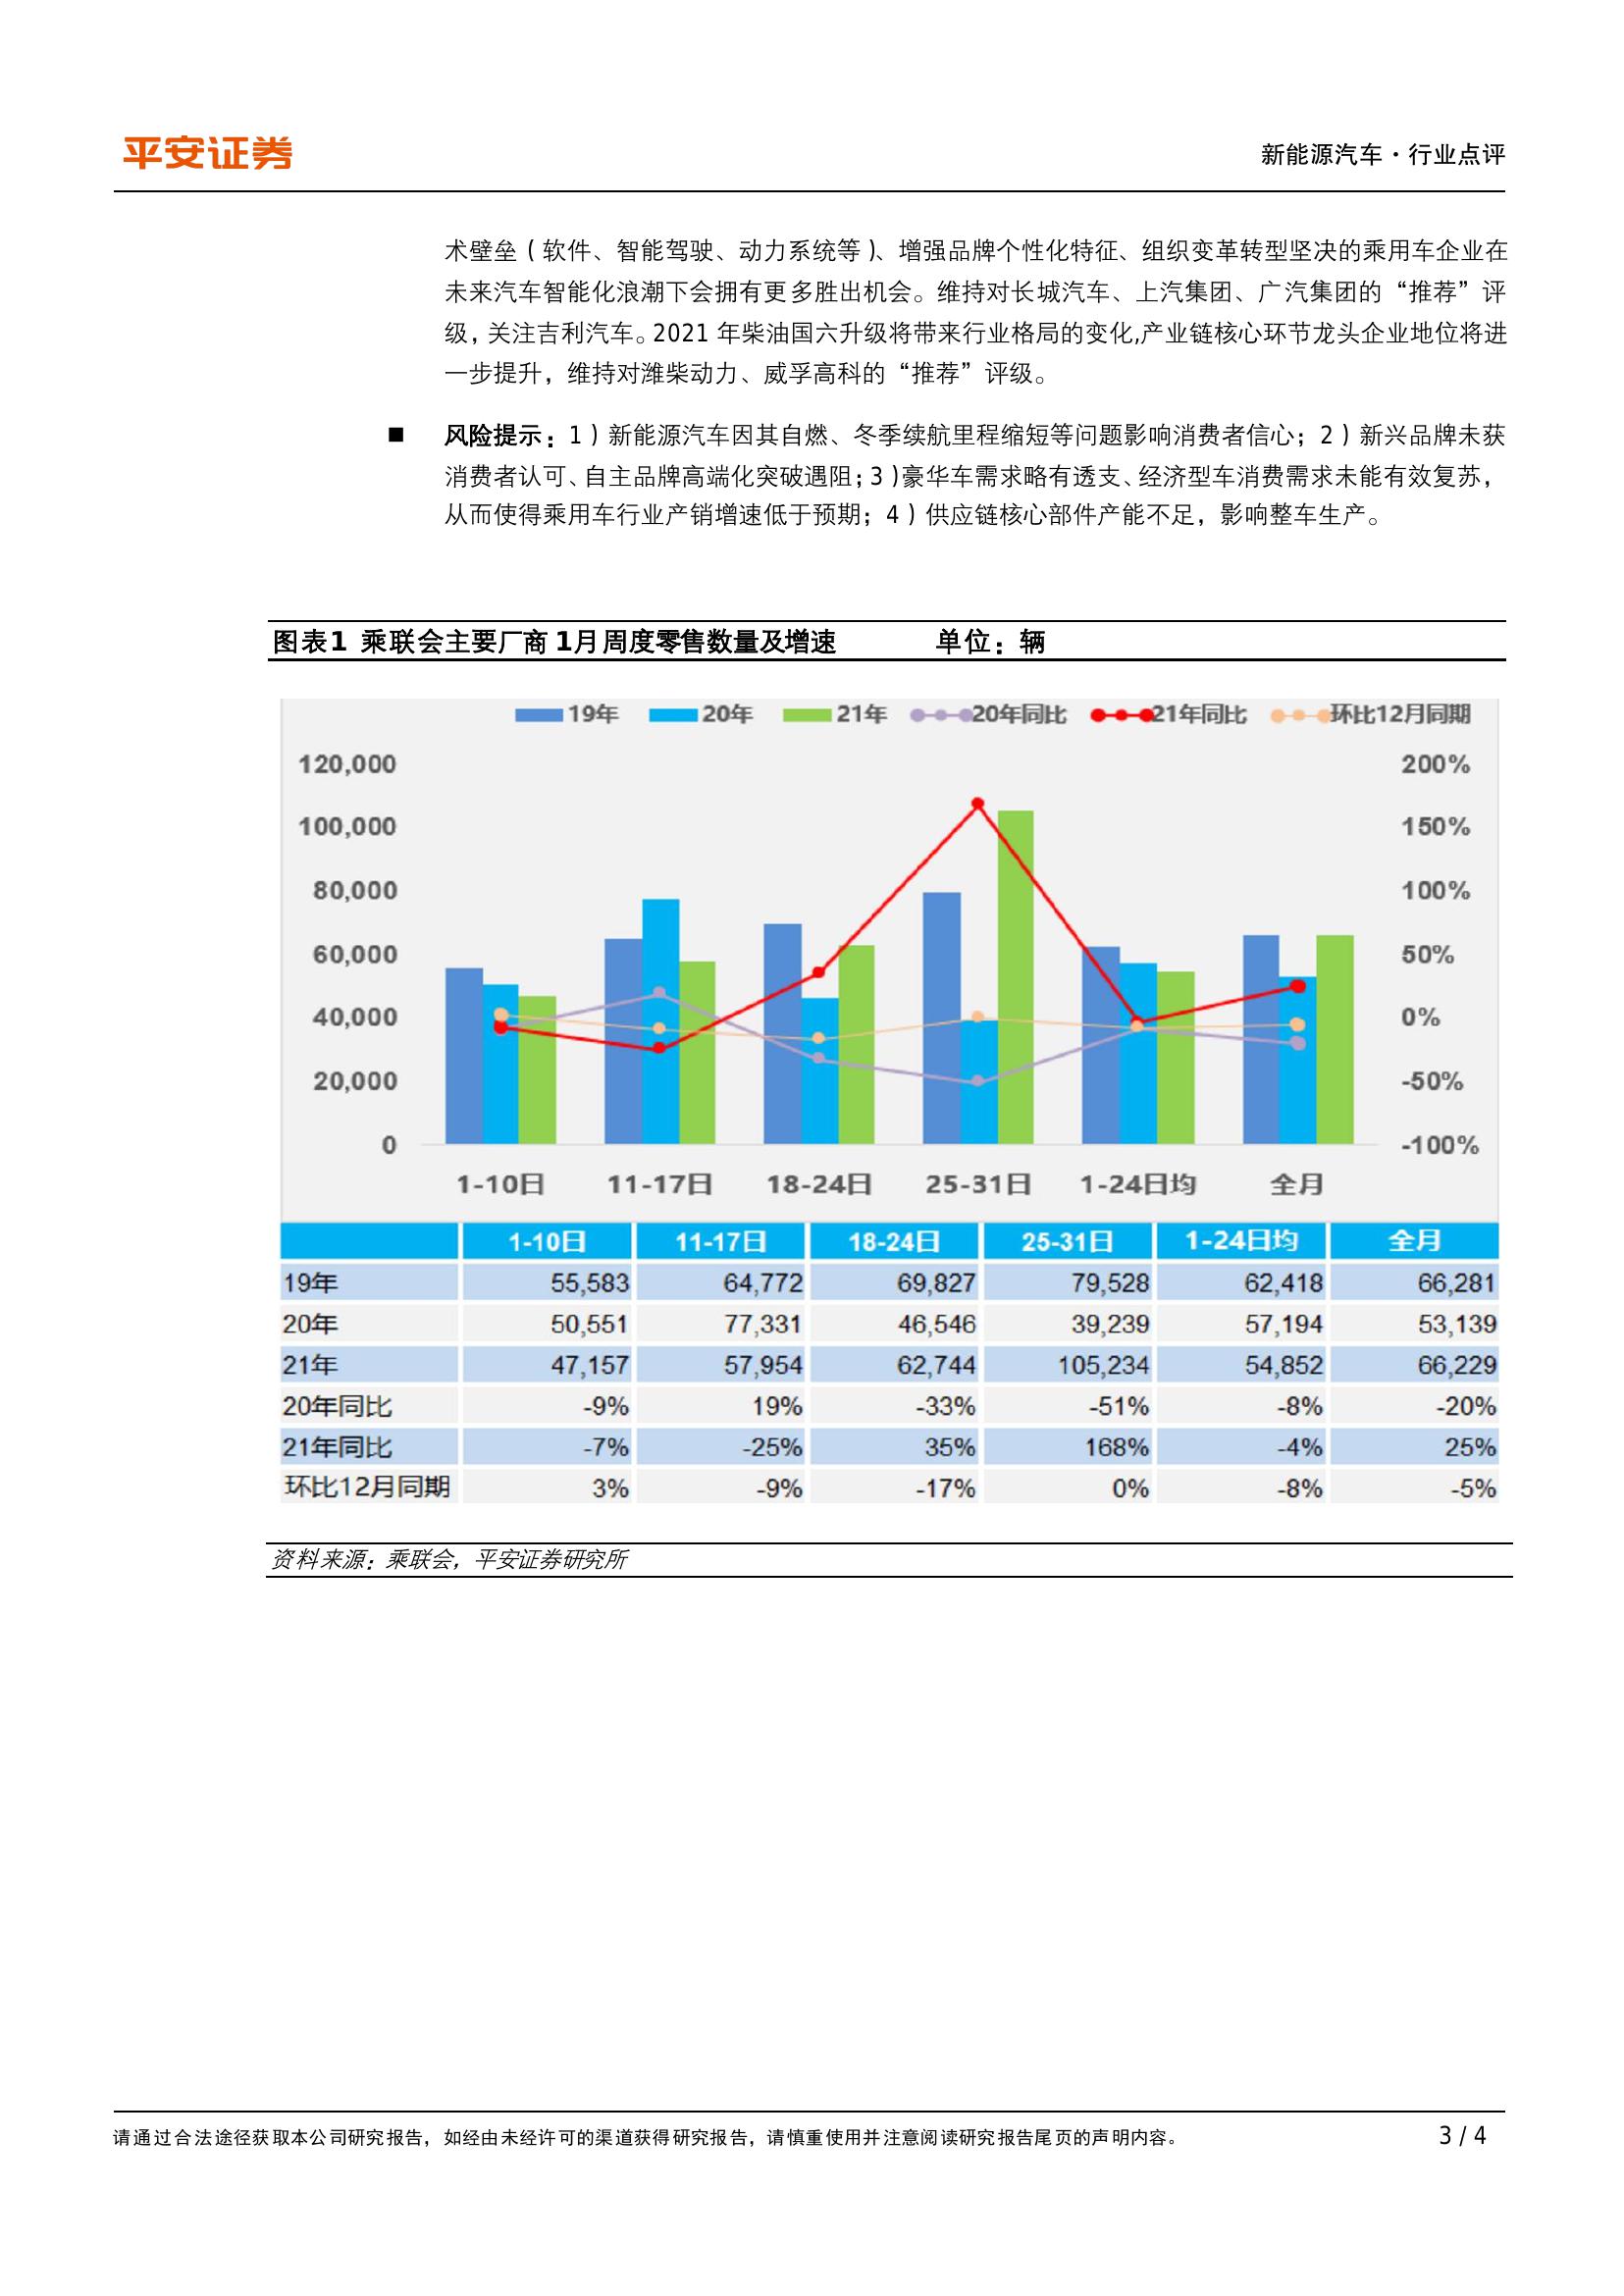 平安证券
新能源汽车·行业点评
术壁垒(软件、智能驾驶、动力系统等)、增强品牌个性化特征、组织变革转型坚决的乘用车企业在
未来汽车智能化浪潮下会拥有更多胜出机会。维持对长城汽车、上汽集团、广汽集团的“推荐”评
级,关注吉利汽车。2021 年柴油国六升级将带来行业格局的变化,产业链核心环节龙头企业地位将进
一步提升,维持对潍柴动力、威孚高科的“推荐”评级。
■ 风险提示:1)新能源汽车因其自燃、冬季续航里程缩短等问题影响消费者信心;2)新兴品牌未获
消费者认可、自主品牌高端化突破遇阻;3)豪华车需求略有透支、经济型车消费需求未能有效复苏,
从而使得乘用车行业产销增速低于预期;4)供应链核心部件产能不足,影响整车生产。
图表1 乘联会主要厂商1月周度零售数量及增速 单位:辆
19年 20年 21年 20年同比 21年同比 环比12月同期
120,000 200%
100,000 150%
80,000 100%
60,000 50%
40,000 0%
20,000 -50%
0 -100%
1-10日 11-17日 18-24日 25-31日 1-24日均 全月
1-10日 11-17日 18-24日 25-31日 1-24日均 全月
19年 55,583 64,772 69,827 79,528 62,418 66,281
20年 50,551 77,331 46,546 39,239 57,194 53,139
21年 47,157 57,954 62,744 105,234 54,852 66,229
20年同比 -9% 19% -33% -51% -8% -20%
21年同比 -7% -25% 35% 168% -4% 25%
环比12月同期 3% -9% -17% 0% -8% -5%
资料来源:乘联会,平安证券研究所
请通过合法途径获取本公司研究报告,如经由未经许可的渠道获得研究报告,请慎重使用并注意阅读研究报告尾页的声明内容。
3 / 4